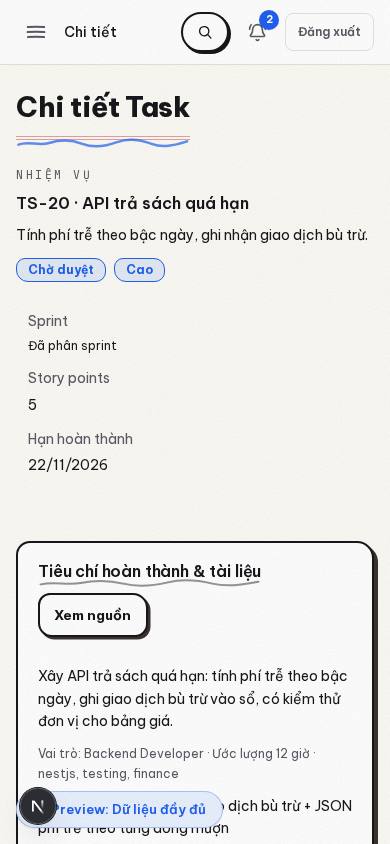 Chi tiết
2
Đăng xuất
Chi tiết Task
NHIỆM VỤ
TS-20 · API trả sách quá hạn
Tính phí trễ theo bậc ngày, ghi nhận giao dịch bù trừ.
Chờ duyệt
Cao
Sprint
Đã phân sprint
Story points
5
Hạn hoàn thành
22/11/2026
Tiêu chí hoàn thành & tài liệu
Xem nguồn
Xây API trả sách quá hạn: tính phí trễ theo bậc
ngày, ghi giao dịch bù trừ vào sổ, có kiểm thử
đơn vị cho bảng giá.
Vai trò: Backend Developer · Ước lượng 12 giờ ·
nestjs, testing, finance
dịch bù trừ + JSON
N
review: Dữ liệu đầy đủ
phí trễ theo từng độc mượn